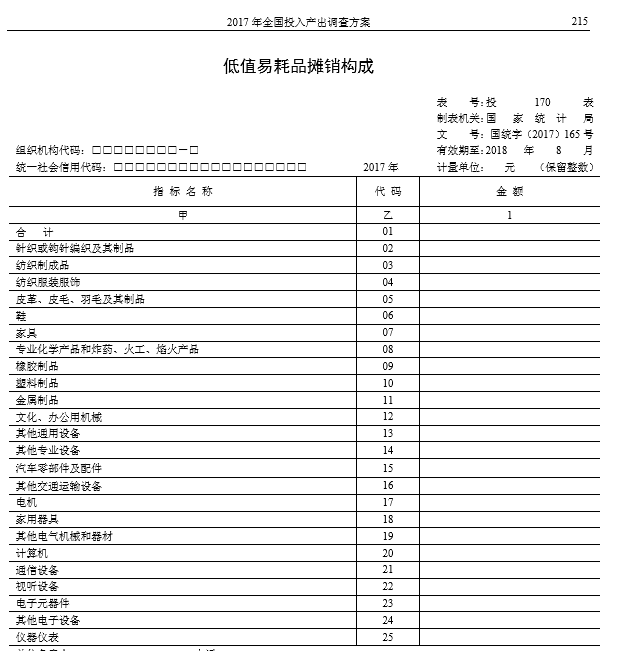 2017 年全国投入产出调查方案 215
低值易耗品摊销构成
表 号:投 170 表
制表机关:国 家 统 计 局
文 号: 国统字（2017）165 号
组织机构代码：□□□□□□□□－□ 有效期至:2018 年 8 月
统一社会信用代码：□□□□□□□□□□□□□□□□□□ 2017 年 计量单位: 元 （保留整数）
指 标 名 称 代 码 金 额
甲 乙 1
合 计 01
针织或钩针编织及其制品 02
纺织制成品 03
纺织服装服饰 04
皮革、皮毛、羽毛及其制品 05
鞋 06
家具 07
专业化学产品和炸药、火工、焰火产品 08
橡胶制品 09
塑料制品 10
金属制品 11
文化、办公用机械 12
其他通用设备 13
其他专业设备 14
汽车零部件及配件 15
其他交通运输设备 16
电机 17
家用器具 18
其他电气机械和器材 19
计算机 20
通信设备 21
视听设备 22
电子元器件 23
其他电子设备 24
仪器仪表 25